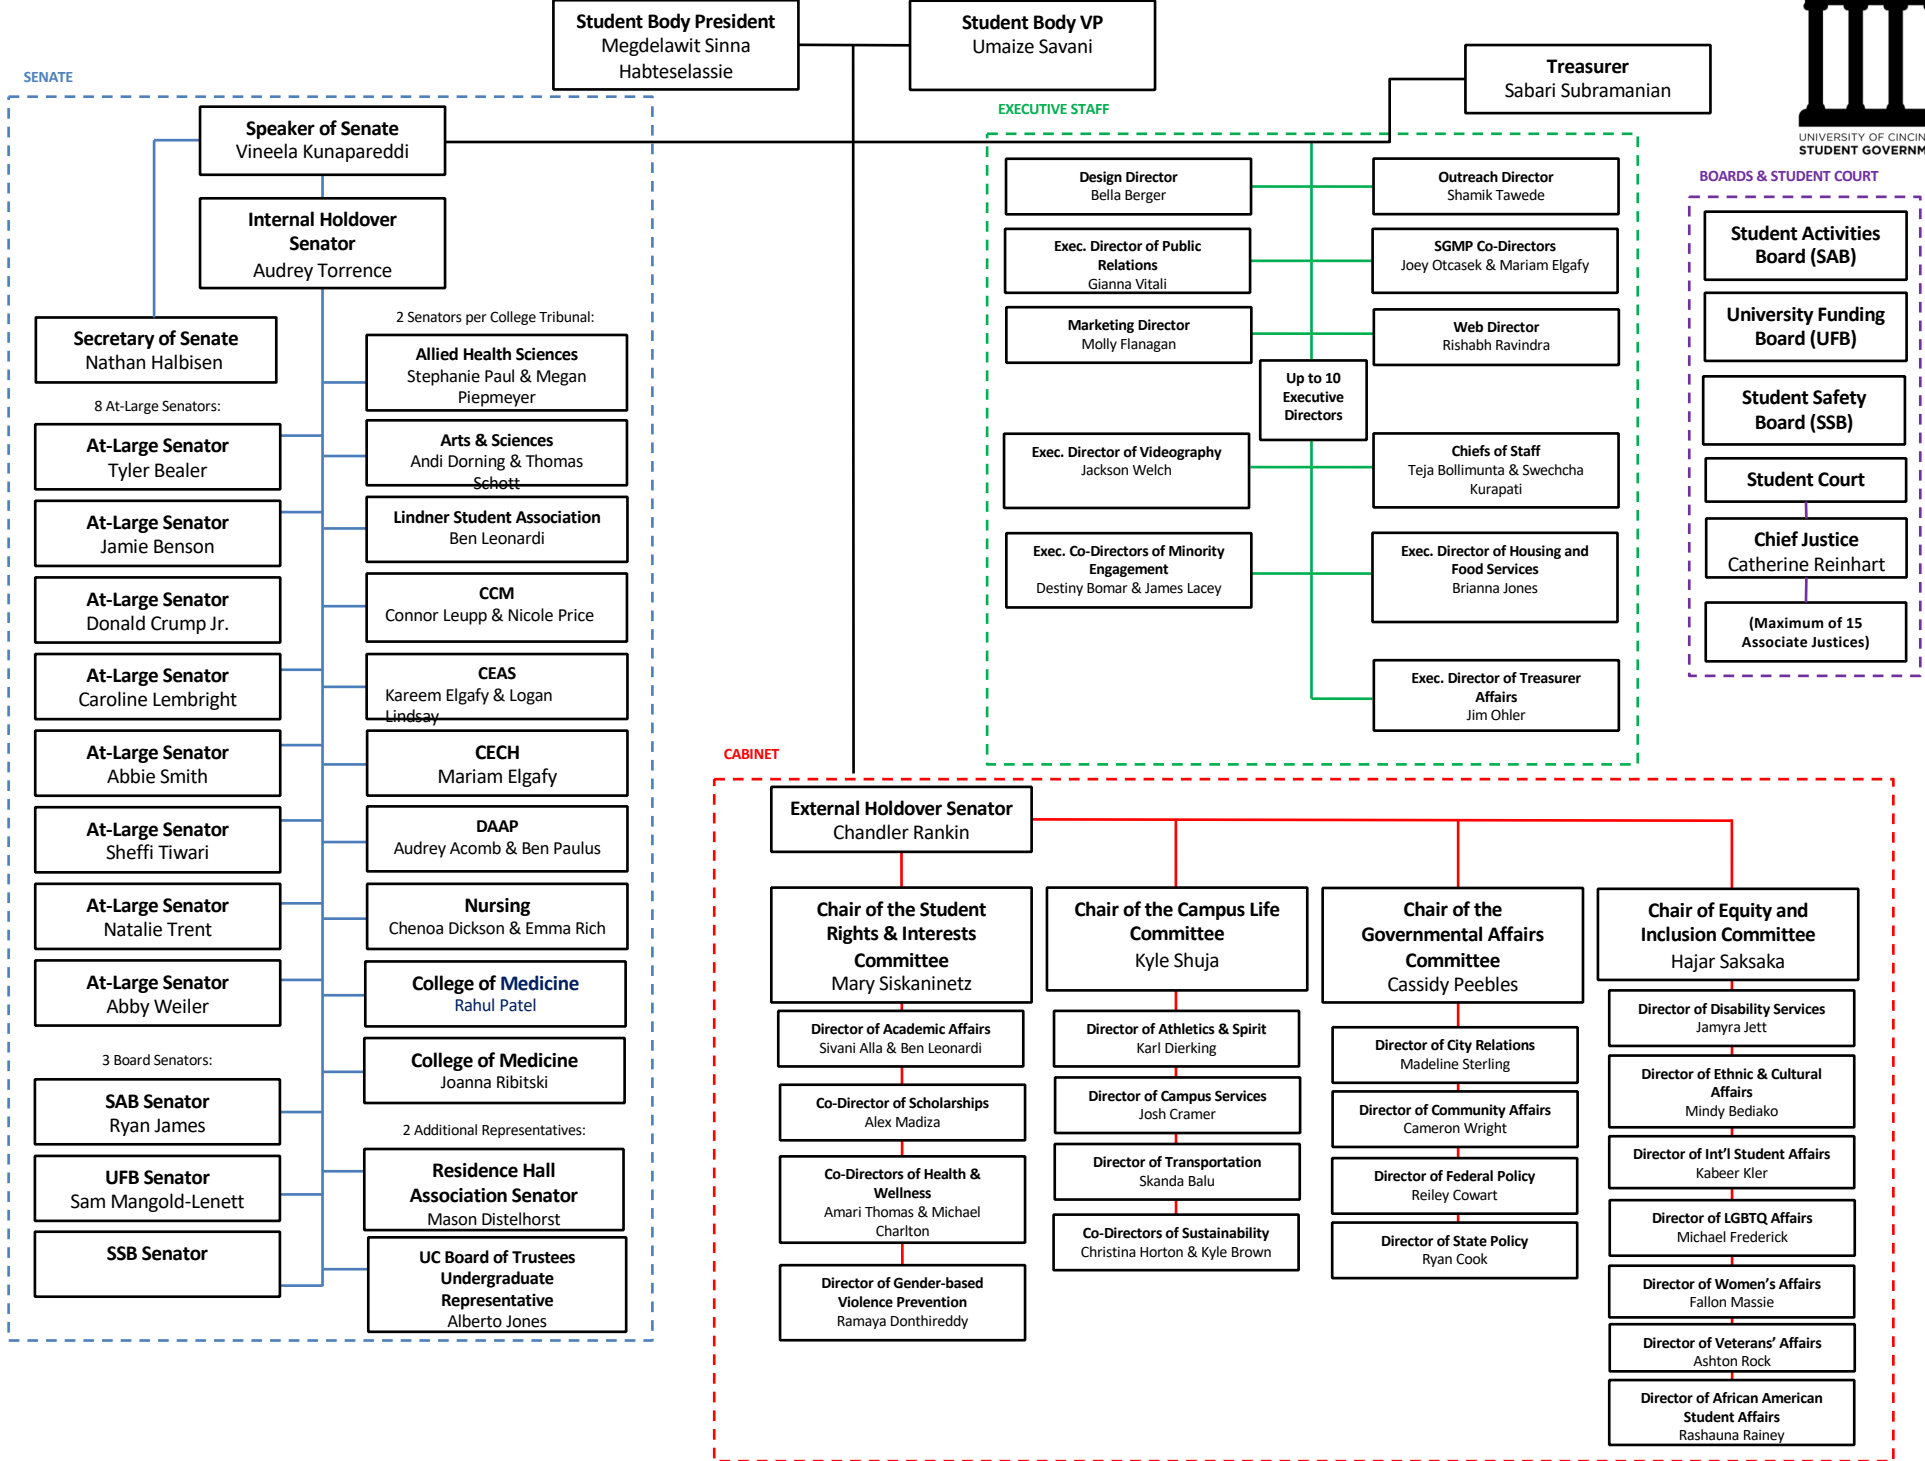 Student Body President
Megdelawit Sinna
Habteselassie
Student Body VP
Umaize Savani
Treasurer
Sabari Subramanian
UNIVERSITY OF
STUDENT
SENATE
Speaker of Senate
Vineela Kunapareddi
Internal Holdover
Senator
Audrey Torrence
Secretary of Senate
Nathan Halbisen
8 At-Large Senators:
At-Large Senator
Tyler Bealer
At-Large Senator
Jamie Benson
At-Large Senator
Donald Crump Jr.
At-Large Senator
Caroline Lembright
At-Large Senator
Abbie Smith
At-Large Senator
Sheffi Tiwari
At-Large Senator
Natalie Trent
At-Large Senator
Abby Weiler
3 Board Senators:
SAB Senator
Ryan James
UFB Senator
Sam Mangold-Lenett
SSB Senator
2 Senators per College Tribunal:
Allied Health Sciences
Stephanie Paul & Megan
Piepmeyer
Arts & Sciences
Andi Dorning & Thomas
Schott
Lindner Student Association
Ben Leonardi
CCM
Connor Leupp & Nicole Price
CEAS
Kareem Elgafy & Logan
Lindsay
CECH
Mariam Elgafy
DAAP
Audrey Acomb & Ben Paulus
Nursing
Chenoa Dickson & Emma Rich
College of Medicine
Rahul Patel
College of Medicine
Joanna Ribitski
2 Additional Representatives:
Residence Hall
Association Senator
Mason Distelhorst
UC Board of Trustees
Undergraduate
Representative
Alberto Jones
EXECUTIVE STAFF
Design Director
Bella Berger
Outreach Director
Shamik Tawede
Exec. Director of Public
Relations
Gianna Vitali
SGMP Co-Directors
Joey Otcasek & Mariam Elgafy
Marketing Director
Molly Flanagan
Web Director
Rishabh Ravindra
Up to 10
Executive
Directors
Exec. Director of Videography
Jackson Welch
Chiefs of Staff
Teja Bollimunta & Swechcha
Kurapati
Exec. Co-Directors of Minority
Engagement
Destiny Bomar & James Lacey
Exec. Director of Housing and
Food Services
Brianna Jones
Exec. Director of Treasurer
Affairs
Jim Ohler
BOARDS & STUDENT COURT
Student Activities
Board (SAB)
University Funding
Board (UFB)
Student Safety
Board (SSB)
Student Court
Chief Justice
Catherine Reinhart
(Maximum of 15
Associate Justices)
CABINET
External Holdover Senator
Chandler Rankin
Chair of the Student
Rights & Interests
Committee
Mary Siskaninetz
Director of Academic Affairs
Sivani Alla & Ben Leonardi
Co-Director of Scholarships
Alex Madiza
Co-Directors of Health &
Wellness
Amari Thomas & Michael
Charlton
Director of Gender-based
Violence Prevention
Ramaya Donthireddy
Chair of the Campus Life
Committee
Kyle Shuja
Director of Athletics & Spirit
Karl Dierking
Director of Campus Services
Josh Cramer
Director of Transportation
Skanda Balu
Co-Directors of Sustainability
Christina Horton & Kyle Brown
Chair of the
Governmental Affairs
Committee
Cassidy Peebles
Director of City Relations
Madeline Sterling
Director of Community Affairs
Cameron Wright
Director of Federal Policy
Reiley Cowart
Director of State Policy
Ryan Cook
Chair of Equity and
Inclusion Committee
Hajar Saksaka
Director of Disability Services
Jamyra Jett
Director of Ethnic & Cultural
Affairs
Mindy Bediako
Director of Int'l Student Affairs
Kabeer Kler
Director of LGBTQ Affairs
Michael Frederick
Director of Women's Affairs
Fallon Massie
Director of Veterans' Affairs
Ashton Rock
Director of African American
Student Affairs
Rashauna Rainey